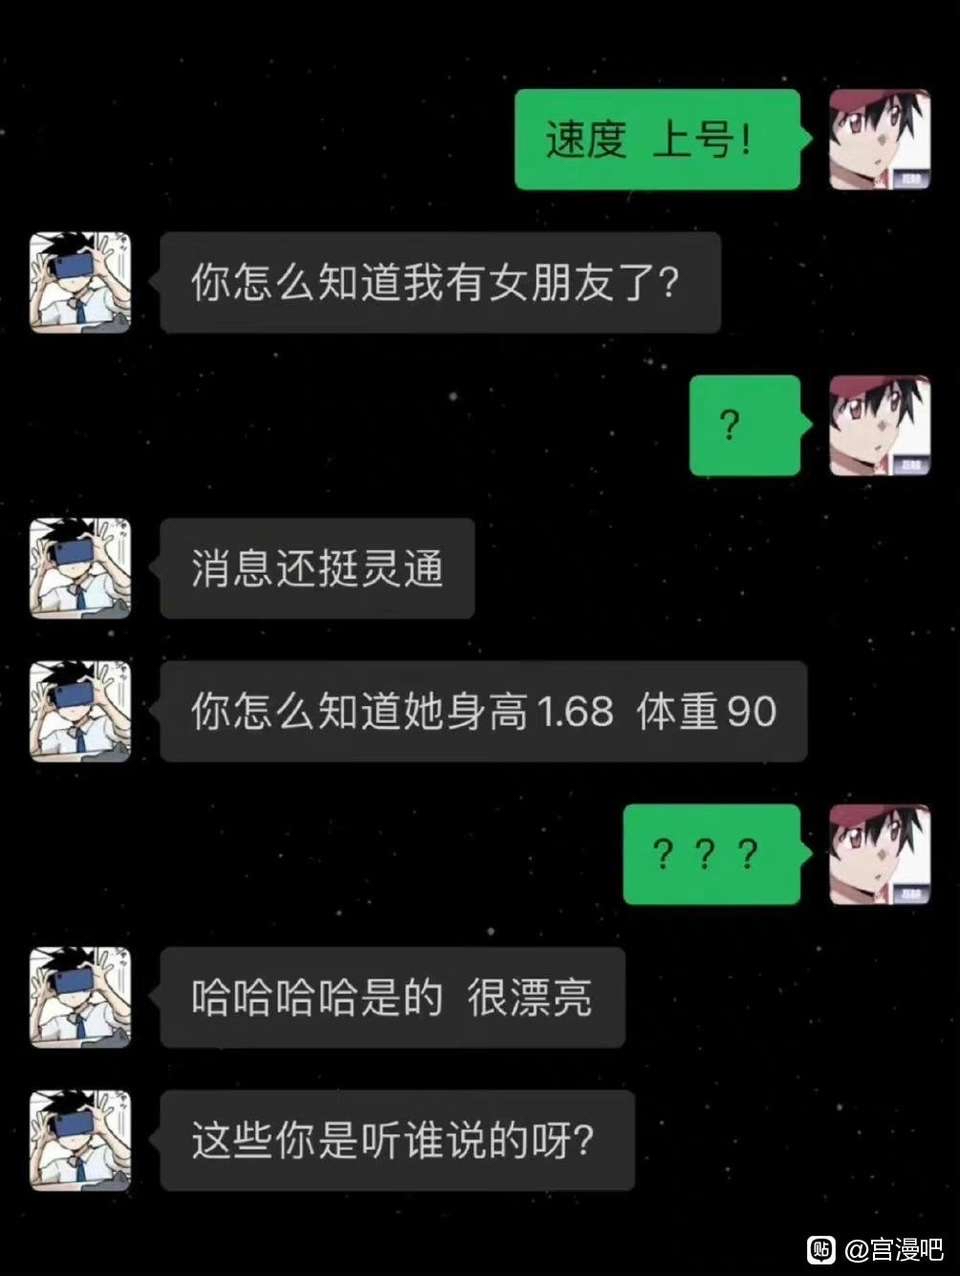 速度 上号！
你怎么知道我有女朋友了？
？
消息还挺灵通
你怎么知道她身高1.68 体重90
？？？
哈哈哈哈是的 很漂亮
这些你是听谁说的呀？
贴 @宫漫吧